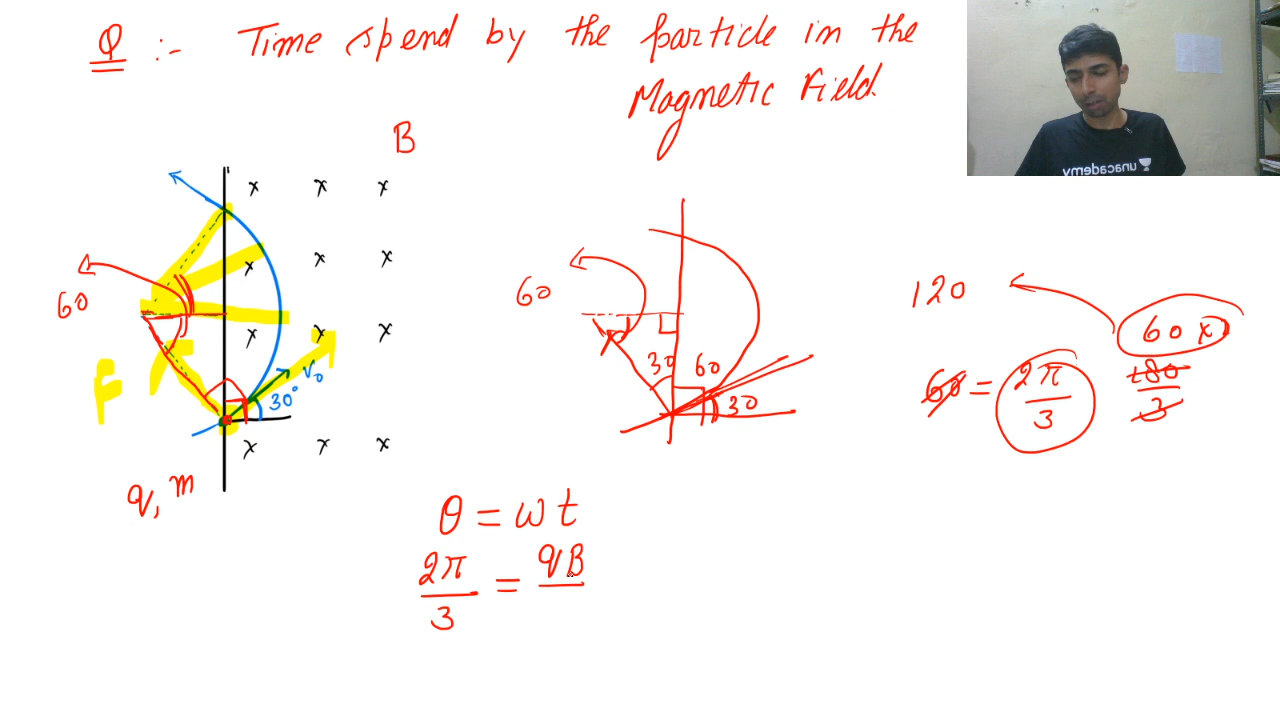 Q :- Time spend by the particle in the
Magnetic Field.
B
x x x
x x x
x x x
x x x
60
F
v₀
30°
q, m
60
30 60
30
120
60 x
60 = 2π/3
180/3
θ = ωt
2π/3 = qB
unacademy